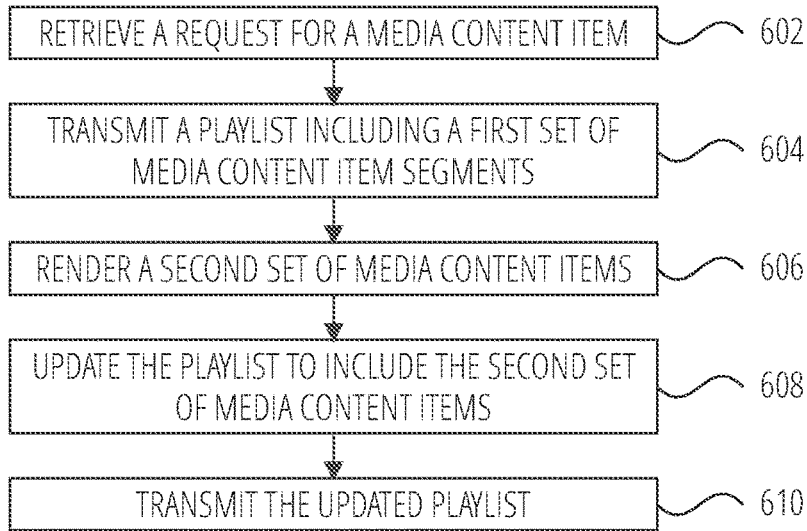 RETRIEVE A REQUEST FOR A MEDIA CONTENT ITEM 602
TRANSMIT A PLAYLIST INCLUDING A FIRST SET OF
MEDIA CONTENT ITEM SEGMENTS
604
RENDER A SECOND SET OF MEDIA CONTENT ITEMS 606
UPDATE THE PLAYLIST TO INCLUDE THE SECOND SET
OF MEDIA CONTENT ITEMS
608
TRANSMIT THE UPDATED PLAYLIST 610